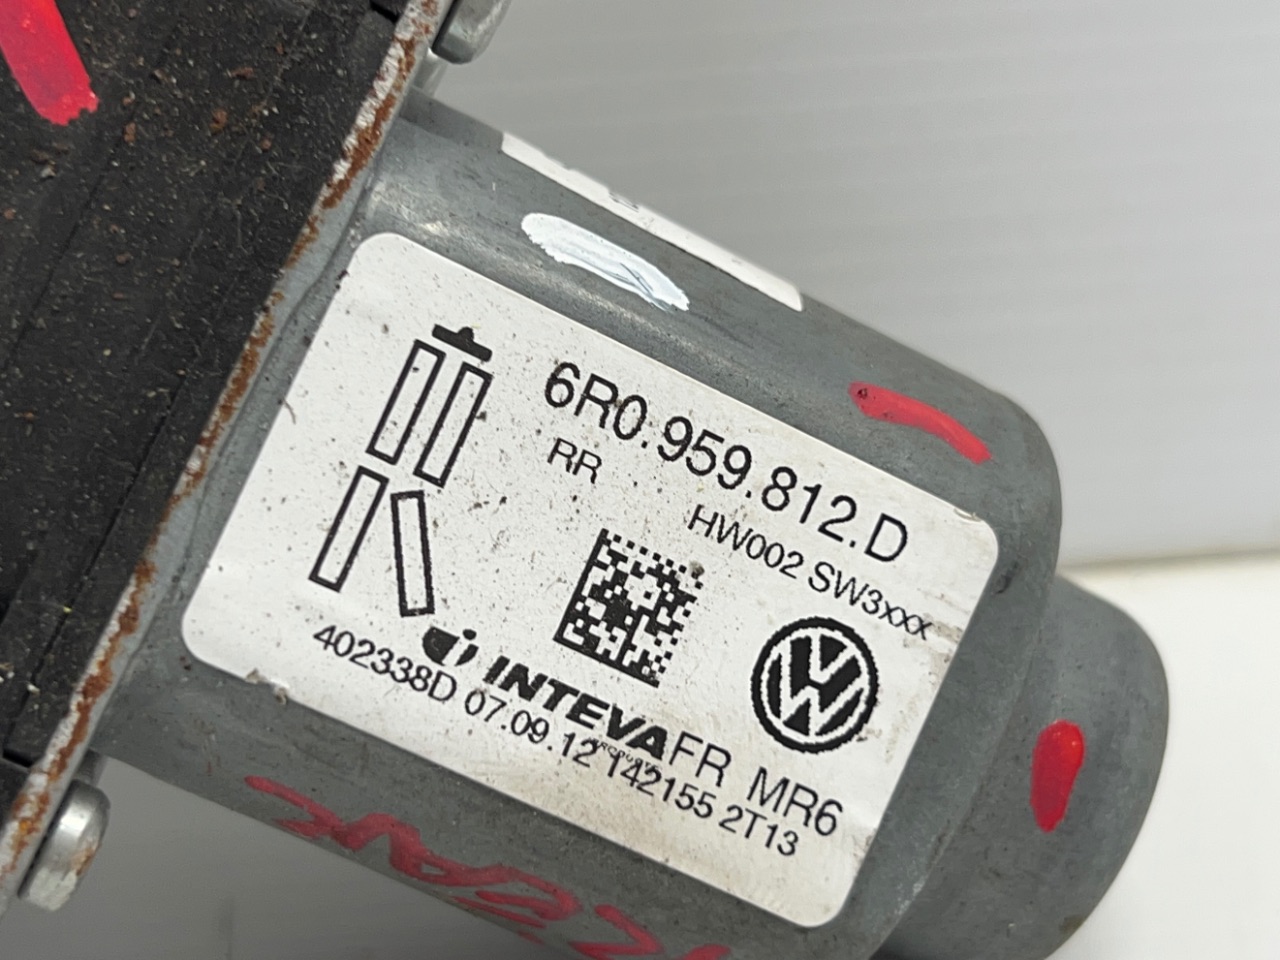 6R0.959.812.D
RR
HW002 SW3xxx
INTEVA FR MR6
402338D 07.09.12 142155 2T13